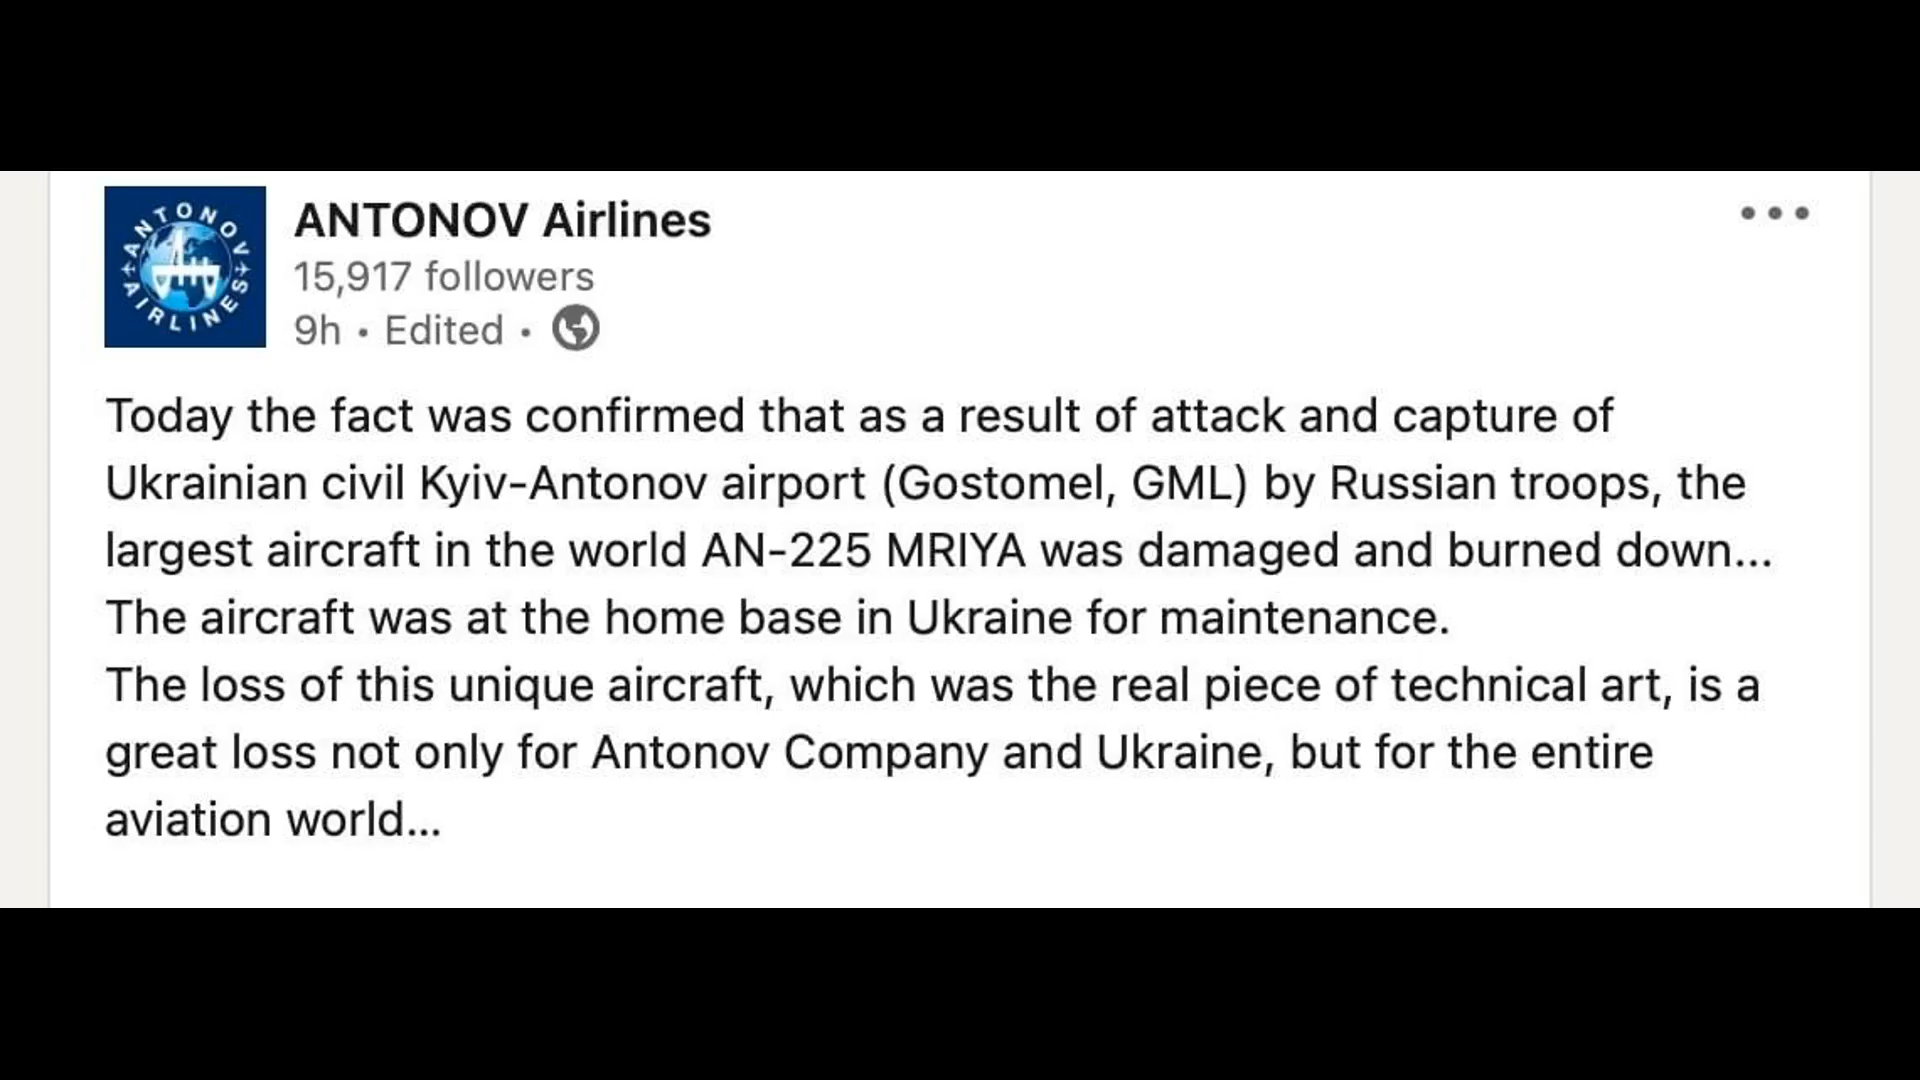 ANTONOV AIRLINES
ANTONOV Airlines
15,917 followers
9h • Edited •
Today the fact was confirmed that as a result of attack and capture of
Ukrainian civil Kyiv-Antonov airport (Gostomel, GML) by Russian troops, the
largest aircraft in the world AN-225 MRIYA was damaged and burned down...
The aircraft was at the home base in Ukraine for maintenance.
The loss of this unique aircraft, which was the real piece of technical art, is a
great loss not only for Antonov Company and Ukraine, but for the entire
aviation world...